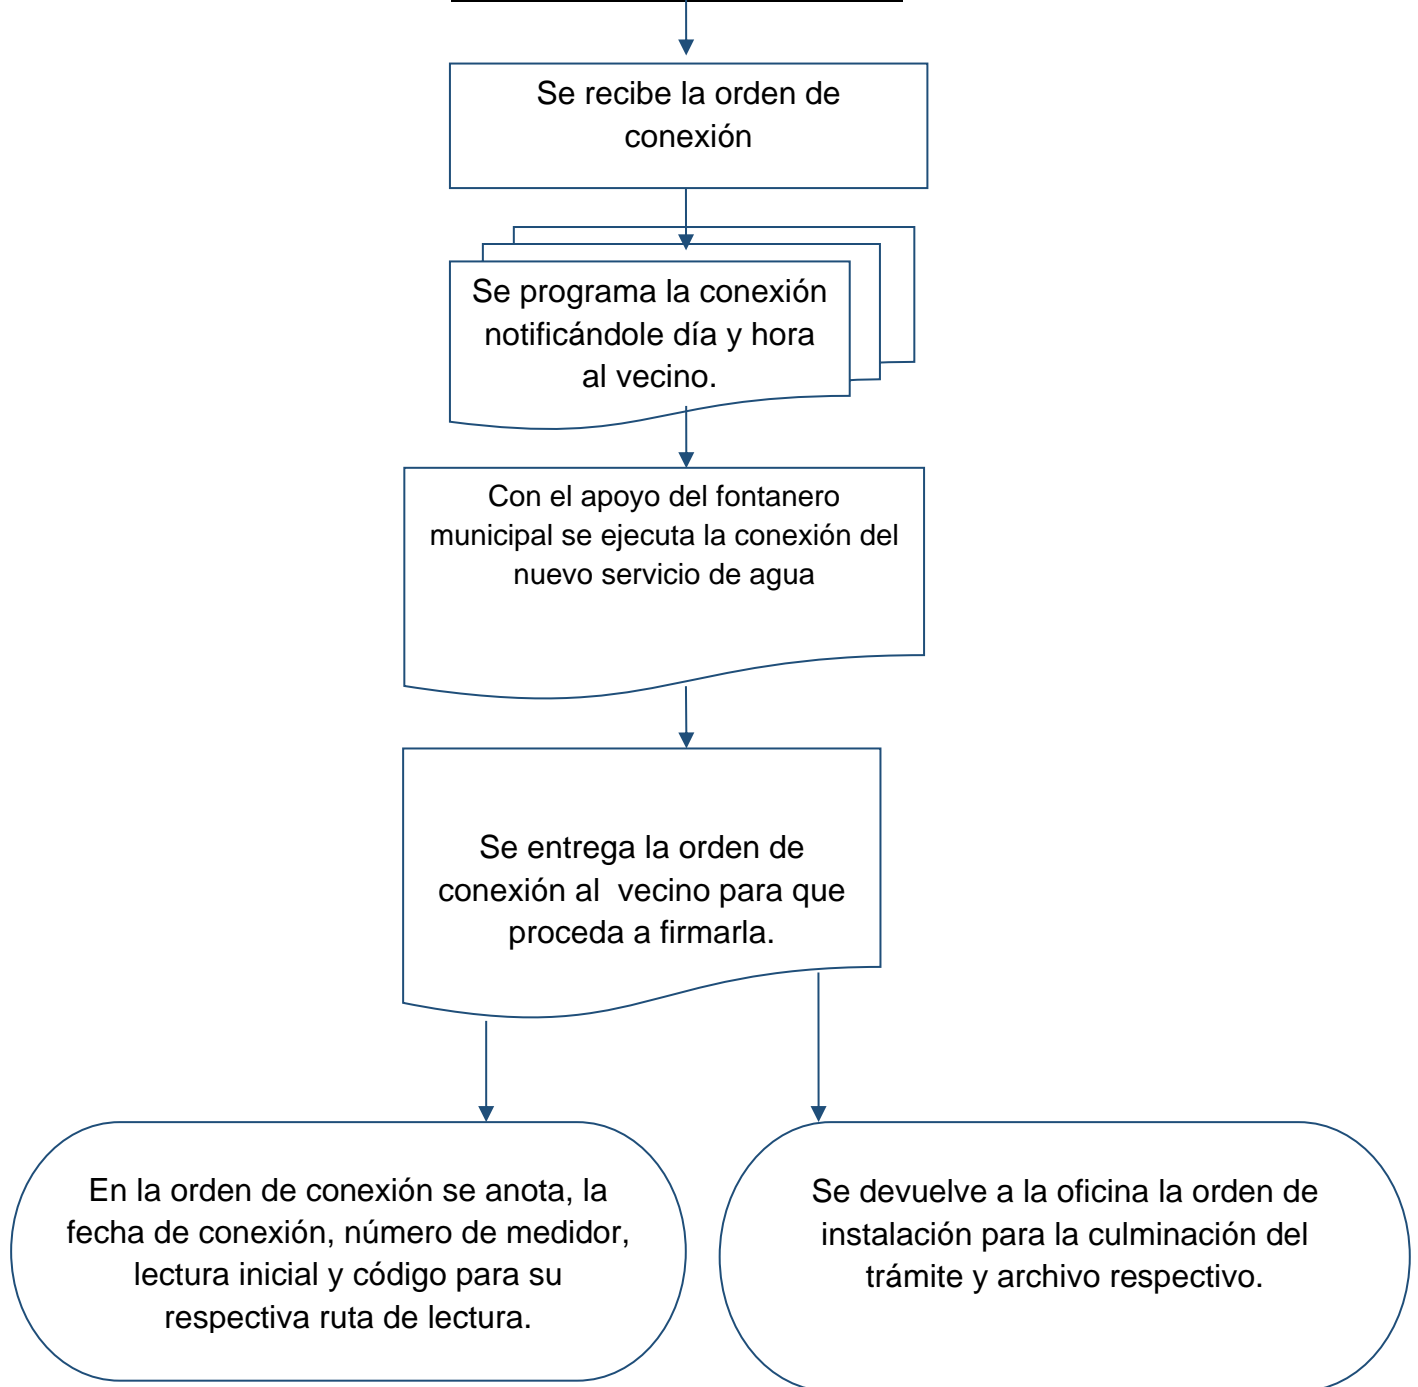 Se recibe la orden de
conexión
Se programa la conexión
notificándole día y hora
al vecino.
Con el apoyo del fontanero
municipal se ejecuta la conexión del
nuevo servicio de agua
Se entrega la orden de
conexión al  vecino para que
proceda a firmarla.
En la orden de conexión se anota, la
fecha de conexión, número de medidor,
lectura inicial y código para su
respectiva ruta de lectura.
Se devuelve a la oficina la orden de
instalación para la culminación del
trámite y archivo respectivo.